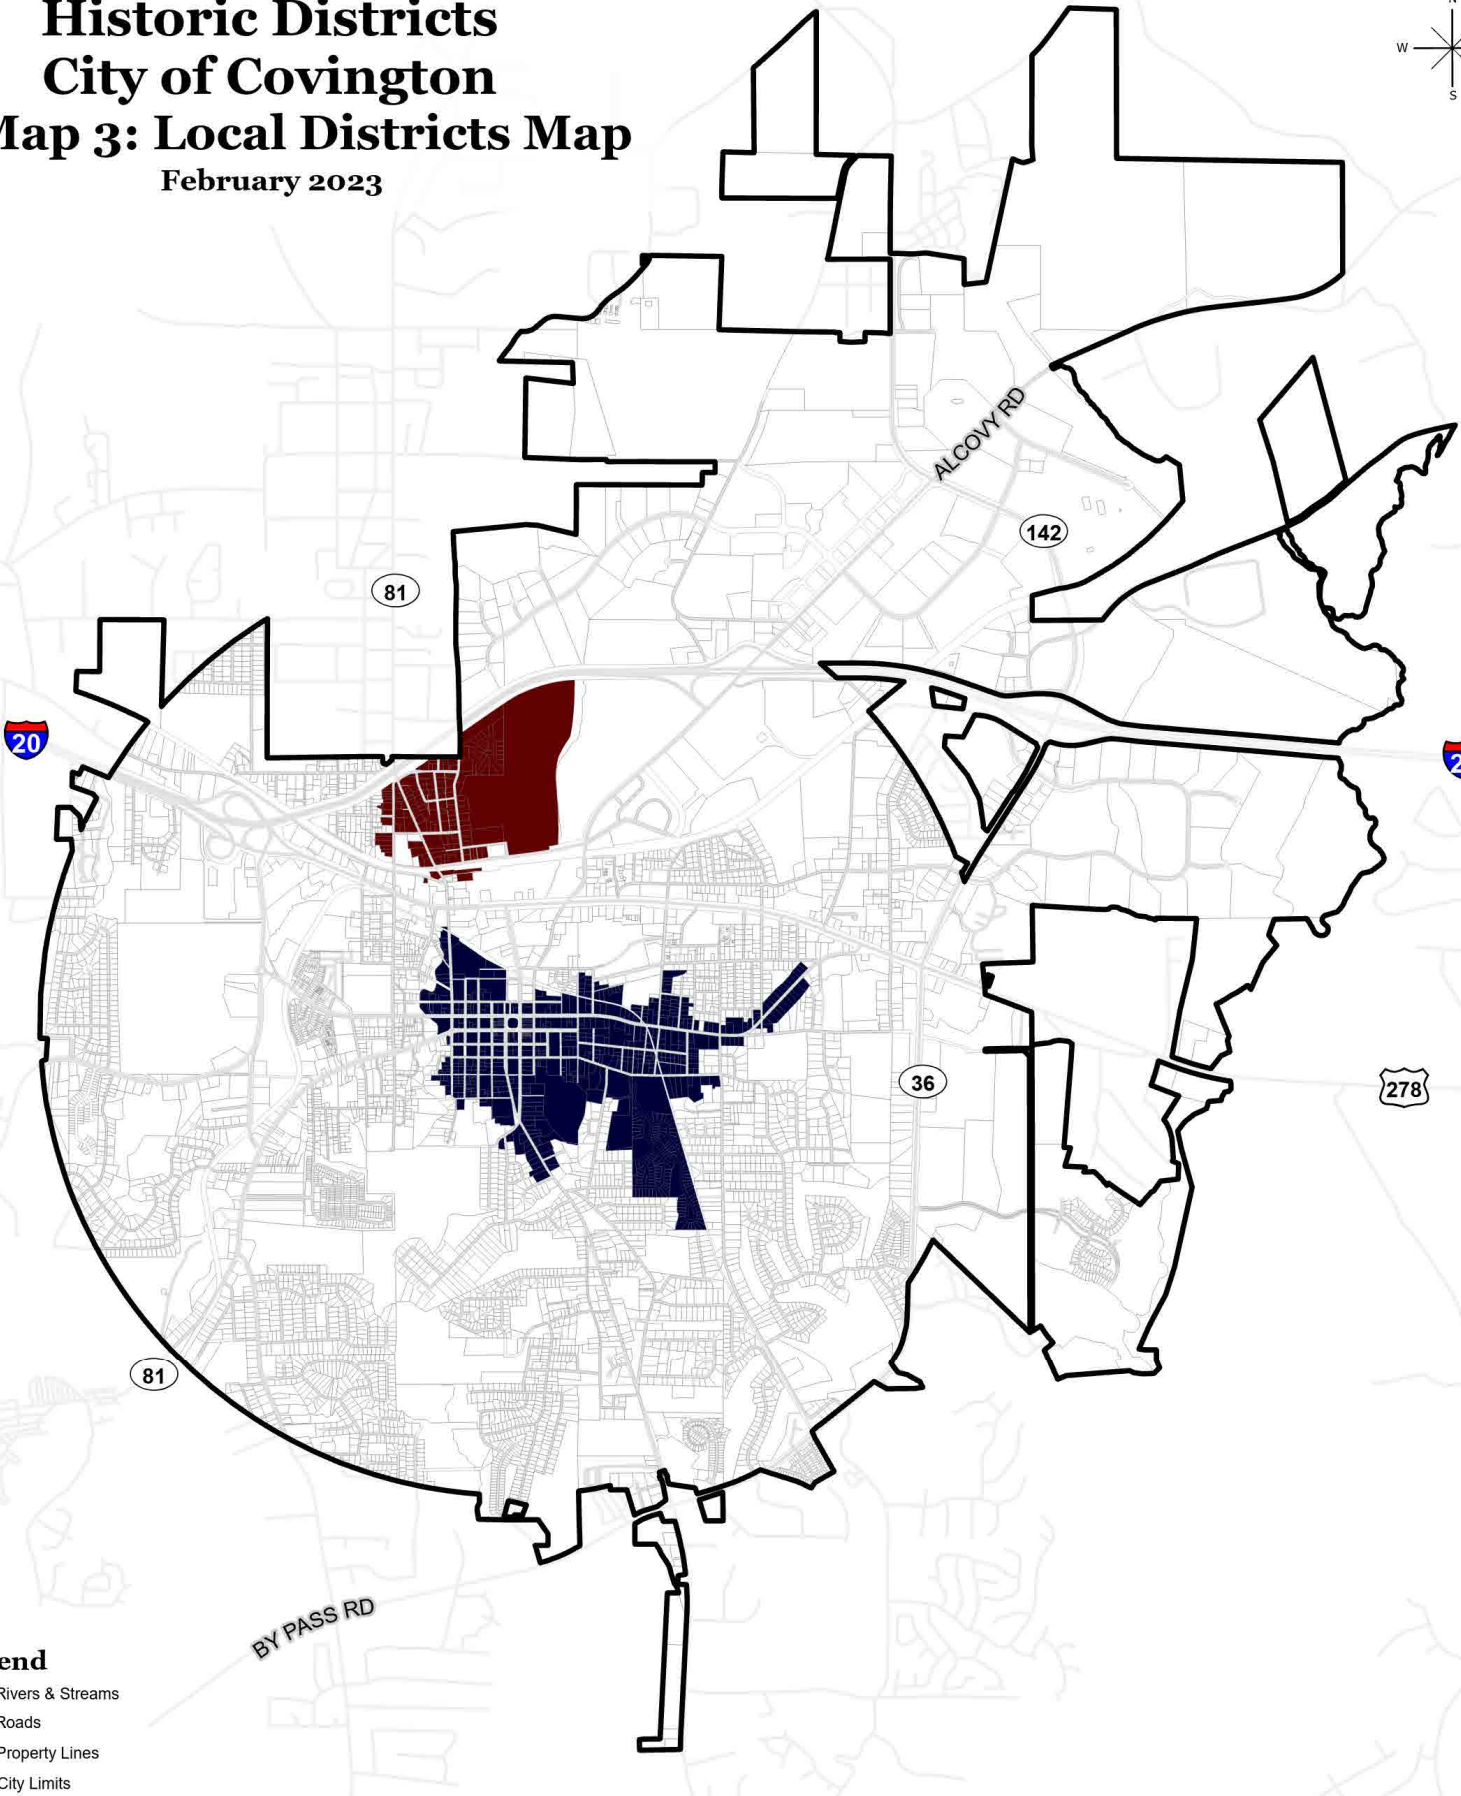 Historic Districts
City of Covington
Map 3: Local Districts Map
February 2023
N
W
S
ALCOVY RD
142
81
20
2
36
278
81
BY PASS RD
end
Rivers & Streams
Roads
Property Lines
City Limits